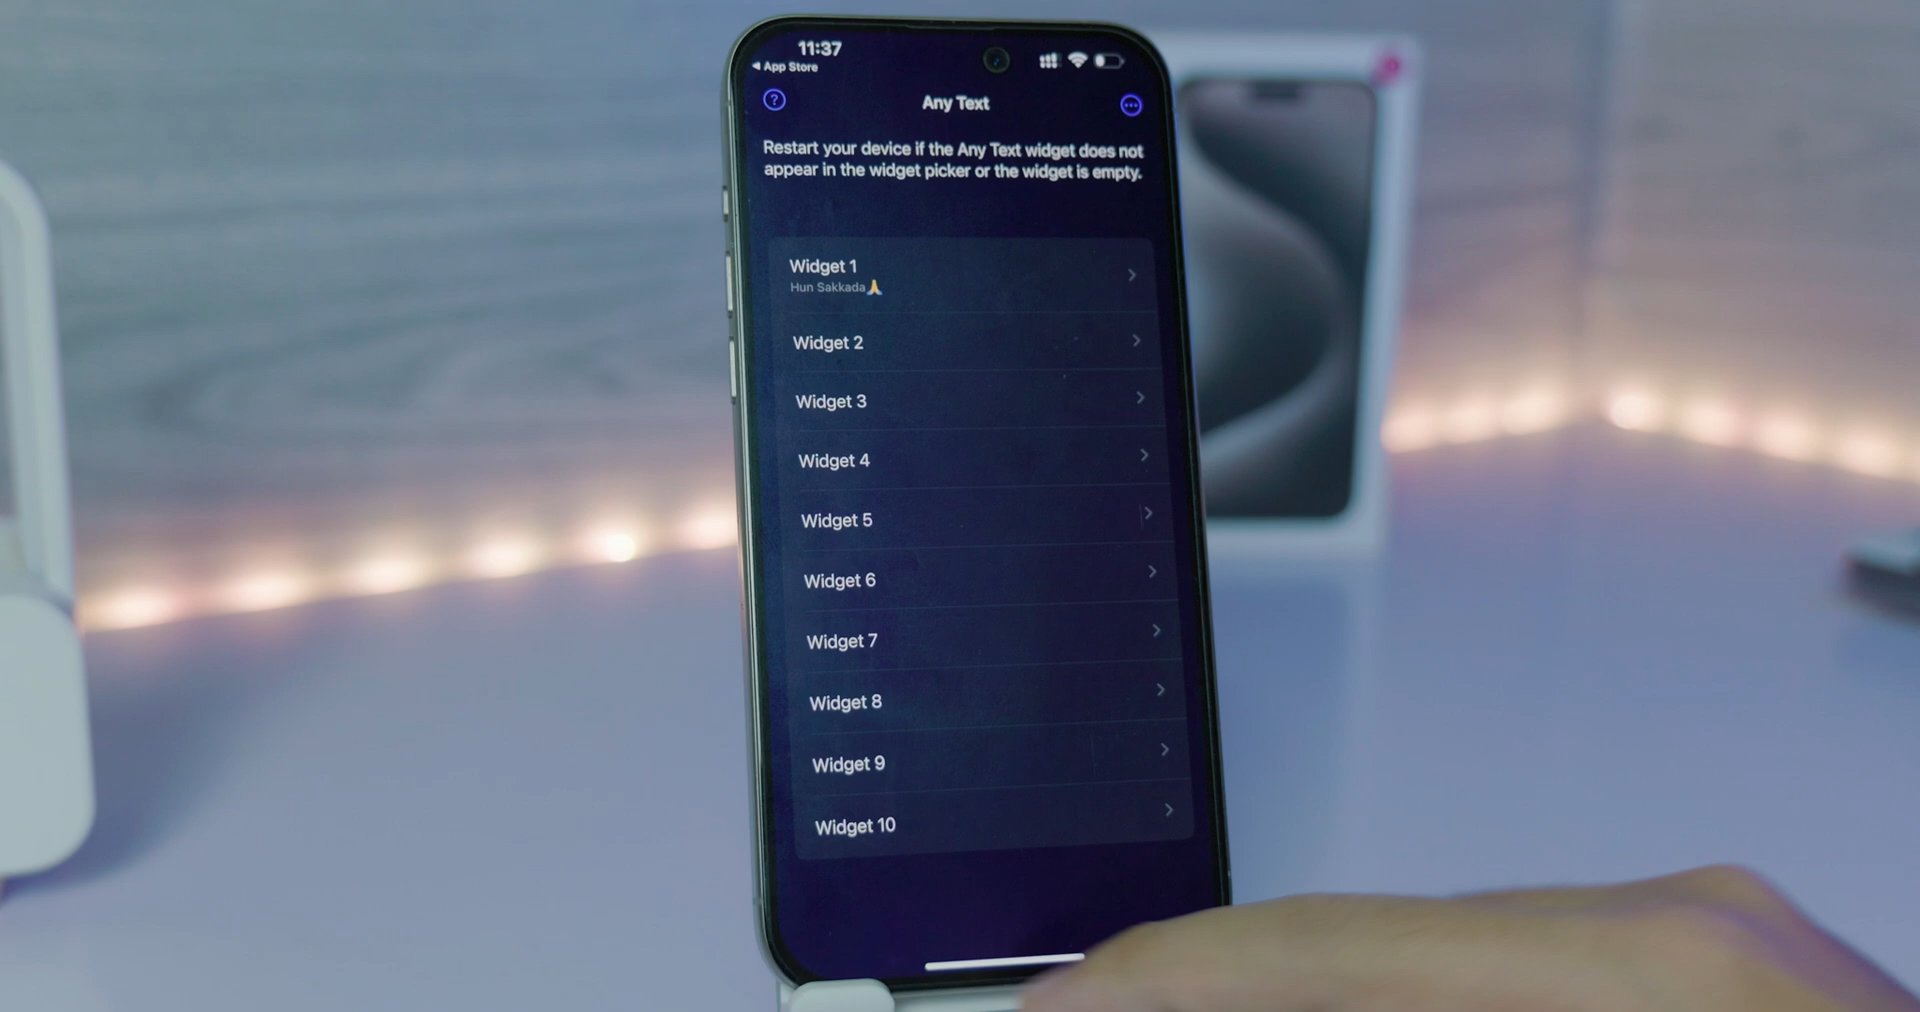 11:37
◀ App Store
Any Text
Restart your device if the Any Text widget does not
appear in the widget picker or the widget is empty.
Widget 1
Hun Sakkada🙏
Widget 2
Widget 3
Widget 4
Widget 5
Widget 6
Widget 7
Widget 8
Widget 9
Widget 10